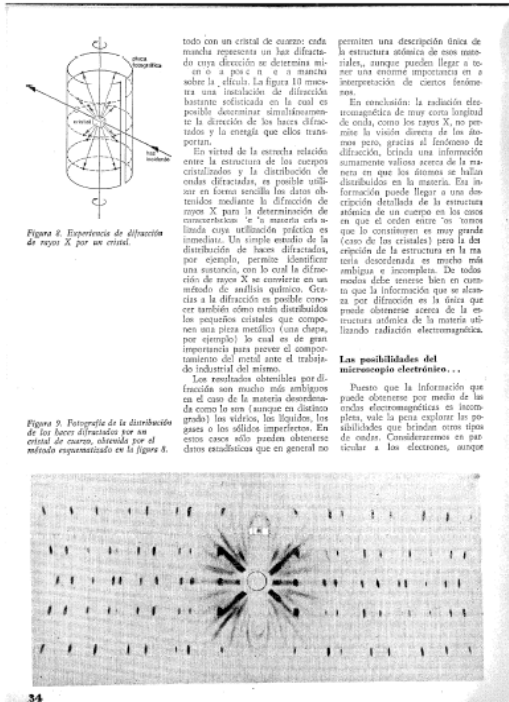 placa
fotográfica
cristal
haz
incidente
Figura 8. Experiencia de difracción
de rayos X por un cristal.
Figura 9. Fotografía de la distribución
de los haces difractados por un
cristal de cuarzo, obtenida por el
método esquematizado en la figura 8.
todo con un cristal de cuarzo: cada
mancha representa un haz difracta-
do cuya dirección se determina mi-
mancha
sobre la película. La figura 10 mues-
tra una instalación de difracción
bastante sofisticada en la cual es
posible determinar simultáneamen-
te la dirección de los haces difrac-
tados y la energía que ellos trans-
portan.
En virtud de la estrecha relación
entre la estructura de los cuerpos
cristalizados y la distribución de
ondas difractadas, es posible utili-
zar en forma sencilla los datos ob-
tenidos mediante la difracción de
rayos X para la determinación de
características materia
lizada cuya utilización práctica es
inmediata. Un simple estudio de la
distribución de haces difractados,
por ejemplo, permite identificar
una sustancia, con lo cual la difrac-
ción de rayos X se convierte en un
método de análisis químico. Gra-
cias a la difracción es posible cono-
cer también cómo están distribuidos
los pequeños cristales que compo-
nen una pieza metálica (una chapa,
por ejemplo) lo cual es de gran
importancia para prever el compor-
tamiento del metal ante el trabaja-
do industrial del mismo.
Los resultados obtenibles por di-
fracción son mucho más ambiguos
en el caso de la materia desordena-
da como lo son (aunque en distinto
grado) los vidrios, los líquidos, los
gases o los sólidos imperfectos. En
estos casos sólo pueden obtenerse
datos estadísticos que en general no
permiten una descripción única de
la estructura atómica de esos mate-
riales,, aunque pueden llegar a te-
ner una enorme importancia en a
interpretación de ciertos fenóme-
nos.
En conclusión: la radiación elec-
tromagnética de muy corta longitud
de onda, como los rayos X, no per-
mite la visión directa de los áto-
mos pero, gracias al fenómeno de
difracción, brinda una información
sumamente valiosa acerca de la ma-
nera en que los átomos se hallan
distribuidos en la materia. Esta in-
formación puede llegar a una des-
cripción detallada de la estructura
atómica de un cuerpo en los casos
en que el orden entre los átomos
que lo constituyen es muy grande
(caso de los cristales) pero la des
cripción de la estructura en la ma
teria desordenada es mucho más
ambigua e incompleta. De todos
modos debe tenerse bien en cuen-
ta que la información que se alcan-
za por difracción es la única que
puede obtenerse acerca de la es-
tructura atómica de la materia uti-
lizando radiación electromagnética.
Las posibilidades del
microscopio electrónico...
Puesto que la información que
puede obtenerse por medio de las
ondas electromagnéticas es incom-
pleta, vale la pena explorar las po-
sibilidades que brindan otros tipos
de ondas. Consideraremos en par-
ticular a los electrones, aunque
34